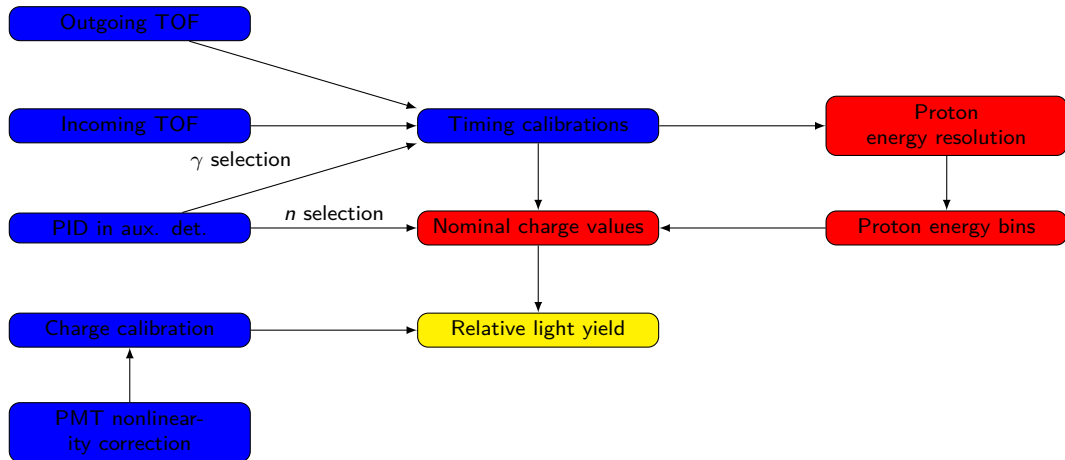 Outgoing TOF
Incoming TOF
Timing calibrations
Proton
energy resolution
γ selection
PID in aux. det.
n selection
Nominal charge values
Proton energy bins
Charge calibration
Relative light yield
PMT nonlinear-
ity correction